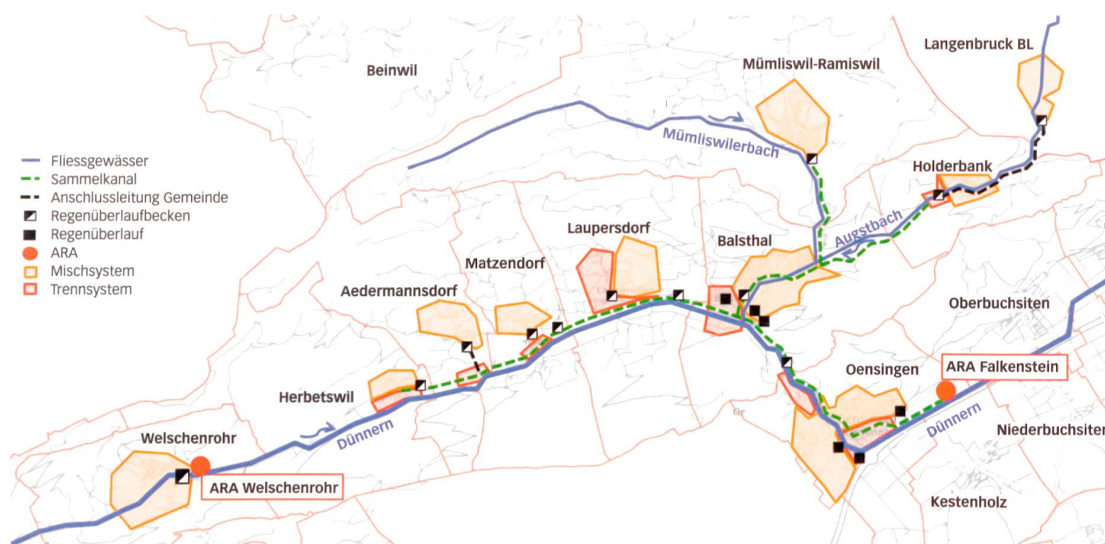 Langenbruck BL
Mümliswil-Ramiswil
Beinwil
Mümliswilerbach
Fliessgewässer
Sammelkanal
Anschlussleitung Gemeinde
Regenüberlaufbecken
Regenüberlauf
ARA
Mischsystem
Trennsystem
Holderbank
Augstbach
Laupersdorf
Balsthal
Matzendorf
Aedermannsdorf
Oberbuchsiten
Herbetswil
Oensingen
ARA Falkenstein
Dünnern
Dünnern
Niederbuchsiten
Welschenrohr
ARA Welschenrohr
Kestenholz